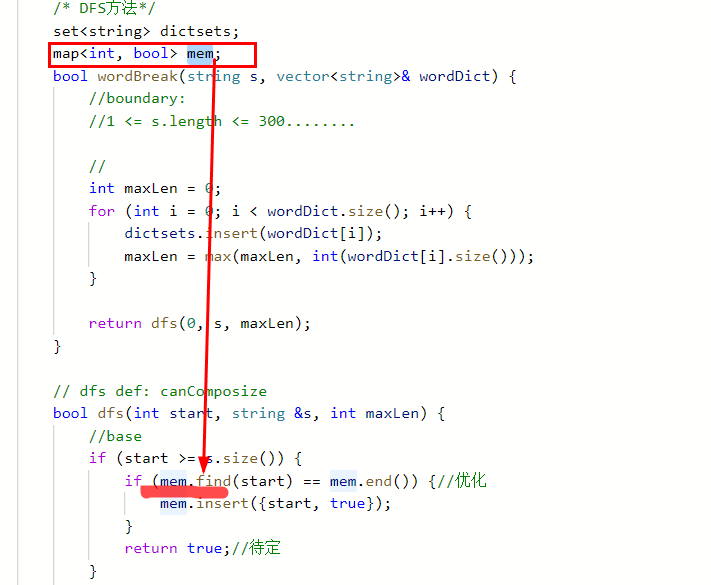 /* DFS方法*/
set<string> dictsets;
map<int, bool> mem;
bool wordBreak(string s, vector<string>& wordDict) {
//boundary:
//1 <= s.length <= 300........
//
int maxLen = 0;
for (int i = 0; i < wordDict.size(); i++) {
dictsets.insert(wordDict[i]);
maxLen = max(maxLen, int(wordDict[i].size()));
}
return dfs(0, s, maxLen);
}
// dfs def: canComposize
bool dfs(int start, string &s, int maxLen) {
//base
if (start >= s.size()) {
if (mem.find(start) == mem.end()) {//优化
mem.insert({start, true});
}
return true;//待定
}